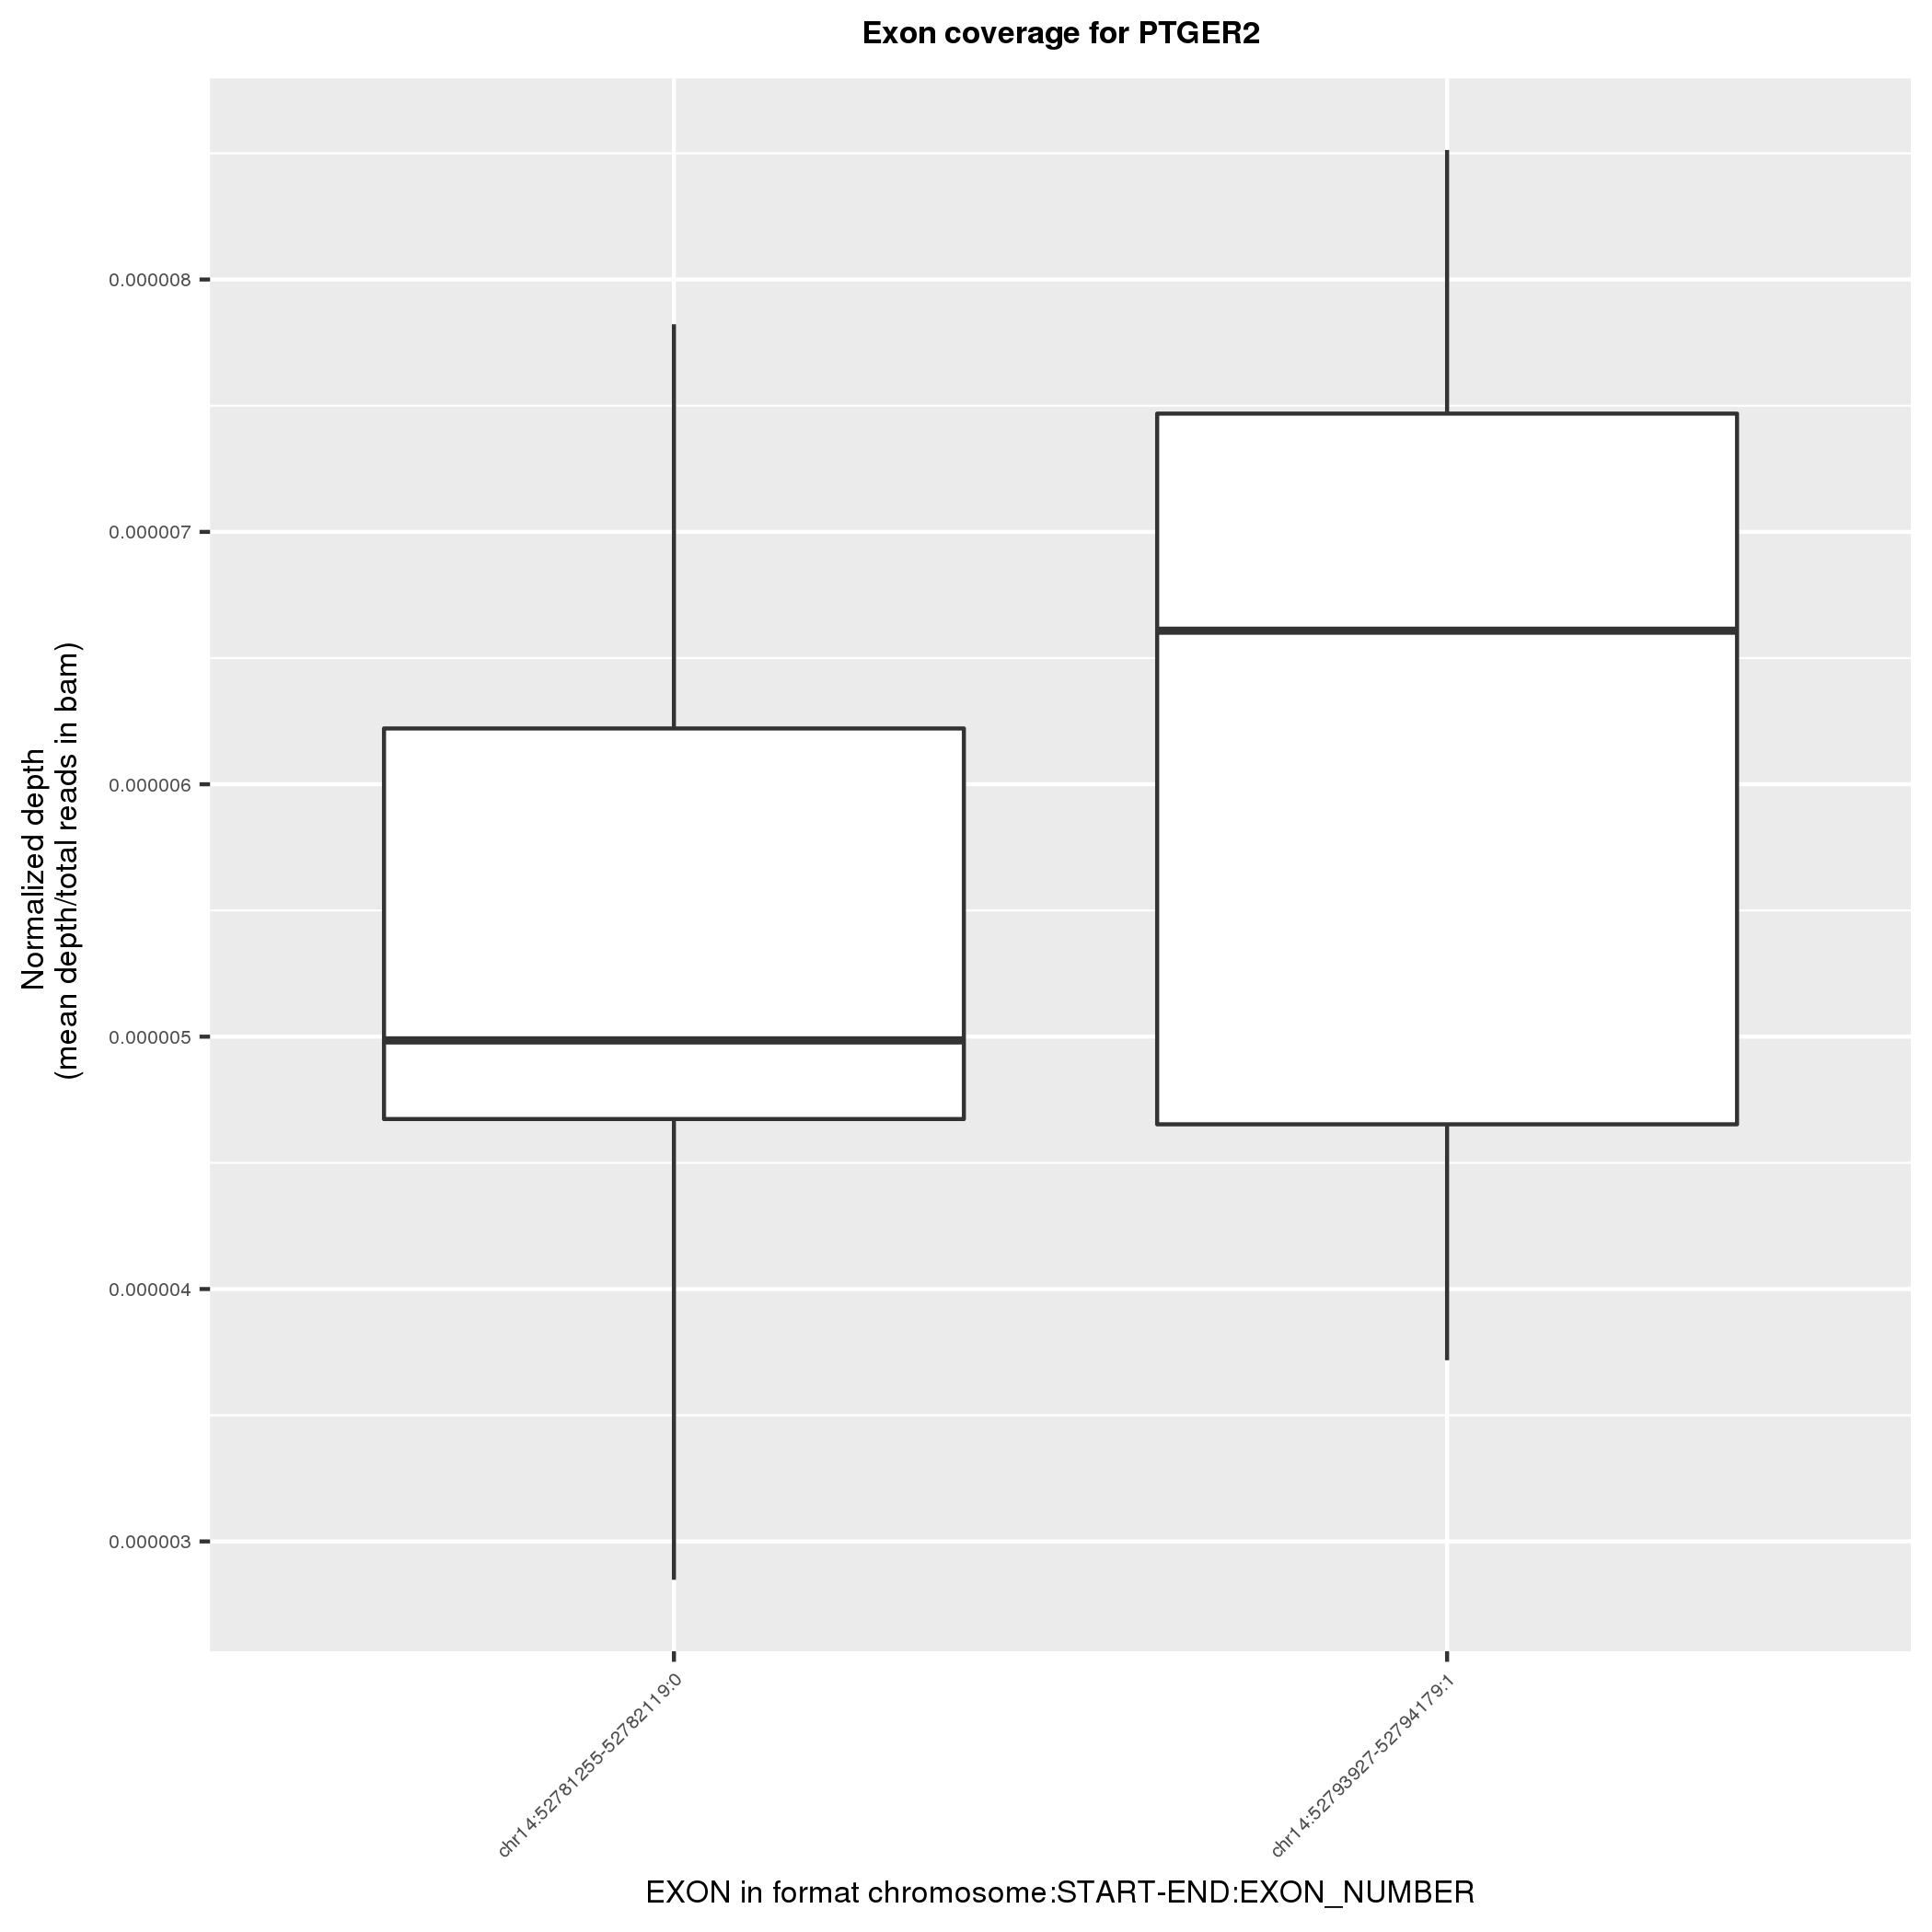 Exon coverage for PTGER2
Normalized depth
(mean depth/total reads in bam)
0.000008
0.000007
0.000006
0.000005
0.000004
0.000003
chr14:52781255-52782119:0
chr14:52793927-52794179:1
EXON in format chromosome:START-END:EXON_NUMBER